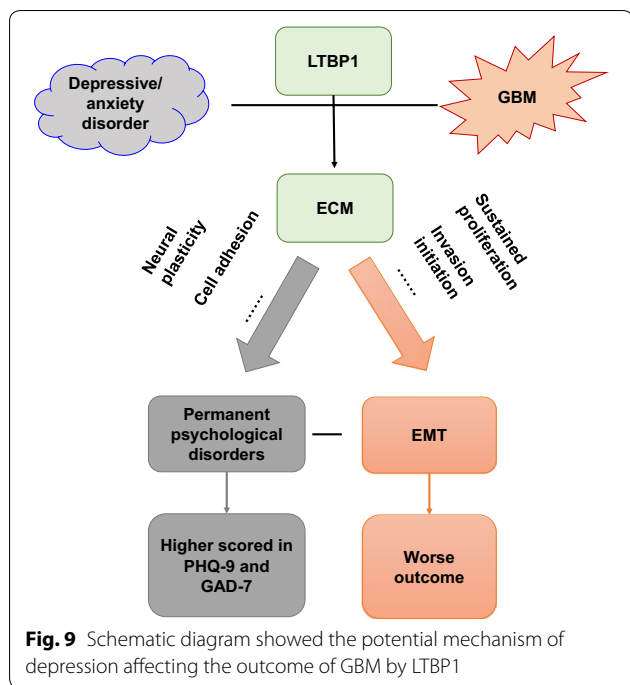 LTBP1
Depressive/
anxiety
disorder
GBM
ECM
Neural
plasticity
Cell adhesion
......
......
Invasion
initiation
Sustained
proliferation
Permanent
psychological
disorders
EMT
Higher scored in
PHQ-9 and
GAD-7
Worse
outcome
Fig. 9 Schematic diagram showed the potential mechanism of
depression affecting the outcome of GBM by LTBP1